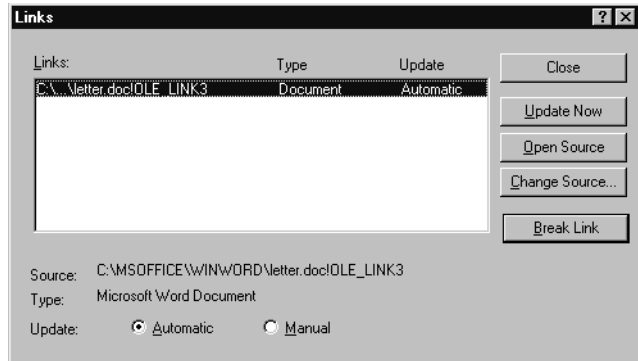 Links
Links: Type Update
C:\...\letter.doc!OLE_LINK3 Document Automatic
Close
Update Now
Open Source
Change Source...
Break Link
Source: C:\MSOFFICE\WINWORD\letter.doc!OLE_LINK3
Type: Microsoft Word Document
Update: Automatic Manual